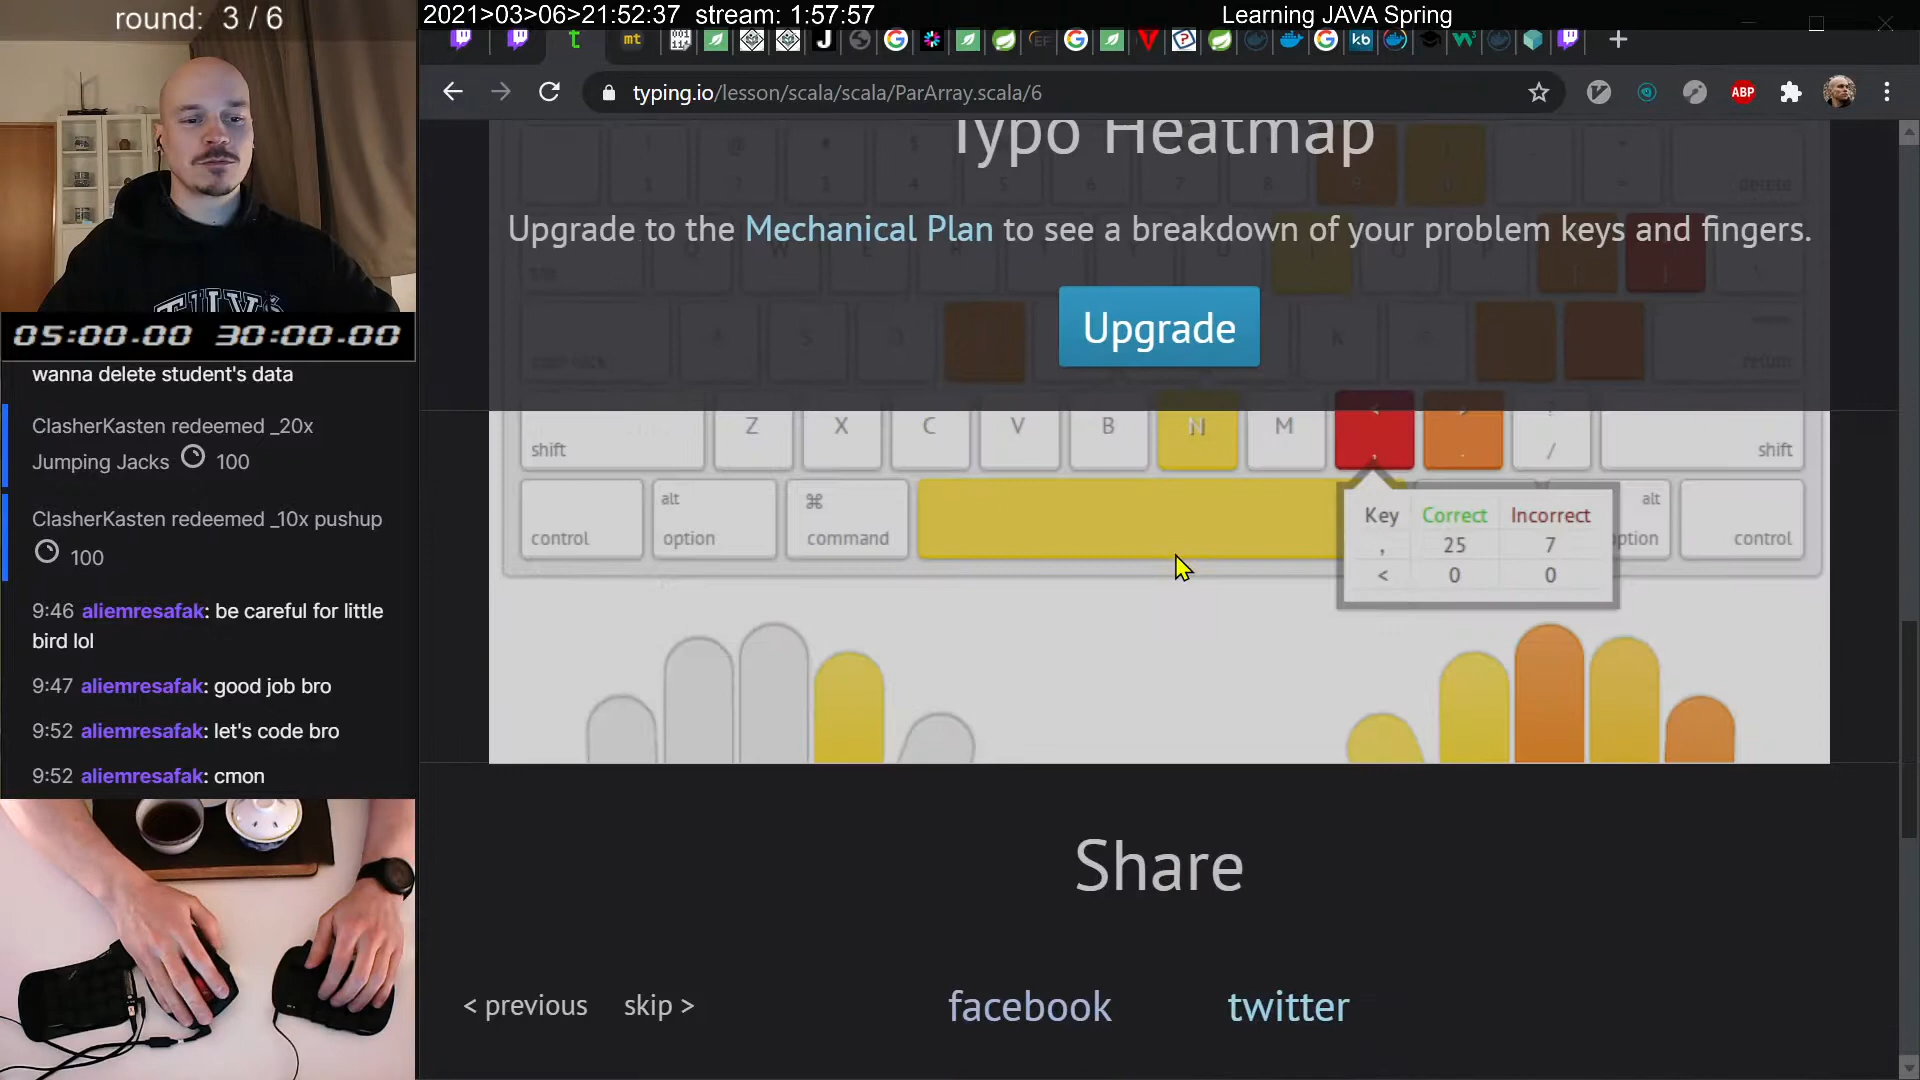 round: 3 / 6
2021>03>06>21:52:37 stream: 1:57:57
Learning JAVA Spring
typing.io/lesson/scala/scala/ParArray.scala/6
ABP
Typo Heatmap
Upgrade to the Mechanical Plan to see a breakdown of your problem keys and fingers.
Upgrade
delete
return
05:00.00 30:00.00
wanna delete student's data
ClasherKasten redeemed _20x
Jumping Jacks 100
ClasherKasten redeemed _10x pushup
100
9:46 aliemresafak: be careful for little
bird lol
9:47 aliemresafak: good job bro
9:52 aliemresafak: let's code bro
9:52 aliemresafak: cmon
shift Z X C V B N M < , > . ? / shift
control alt option ⌘ command
Key Correct Incorrect
, 25 7
< 0 0
alt
ption control
Share
< previous skip >
facebook twitter